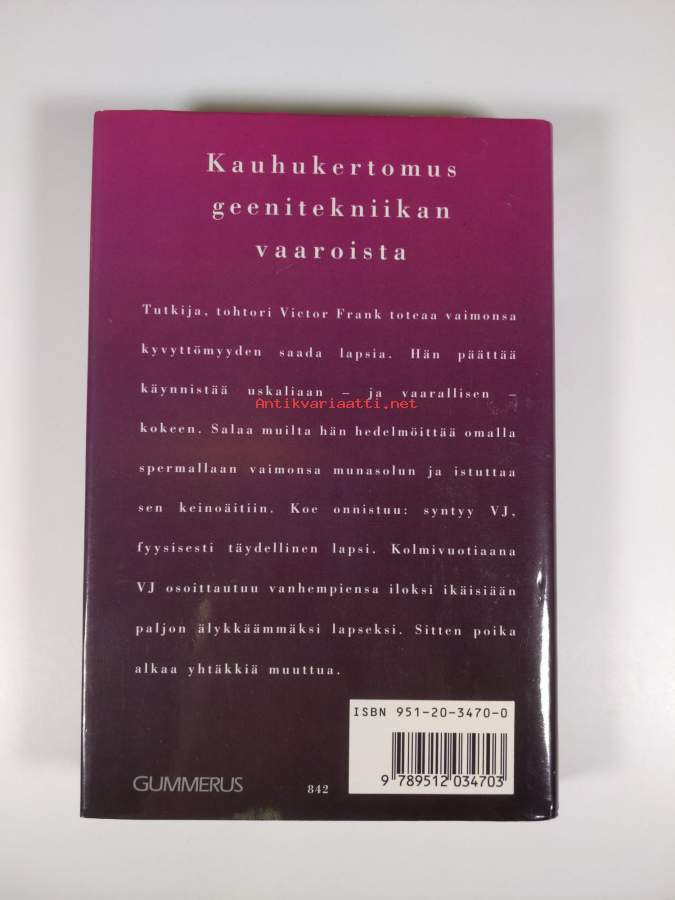 Kauhukertomus
geenitekniikan
vaaroista
Tutkija, tohtori Victor Frank toteaa vaimonsa
kyvyttömyyden saada lapsia. Hän päättää
käynnistää uskaliaan – ja vaarallisen –
Antikvariaatti.net
kokeen. Salaa muilta hän hedelmöittää omalla
spermallaan vaimonsa munasolun ja istuttaa
sen keinoäitiin. Koe onnistuu: syntyy VJ,
fyysisesti täydellinen lapsi. Kolmivuotiaana
VJ osoittautuu vanhempiensa iloksi ikäisiään
paljon älykkäämmäksi lapseksi. Sitten poika
alkaa yhtäkkiä muuttua.
ISBN 951-20-3470-0
9 789512 034703
GUMMERUS
842